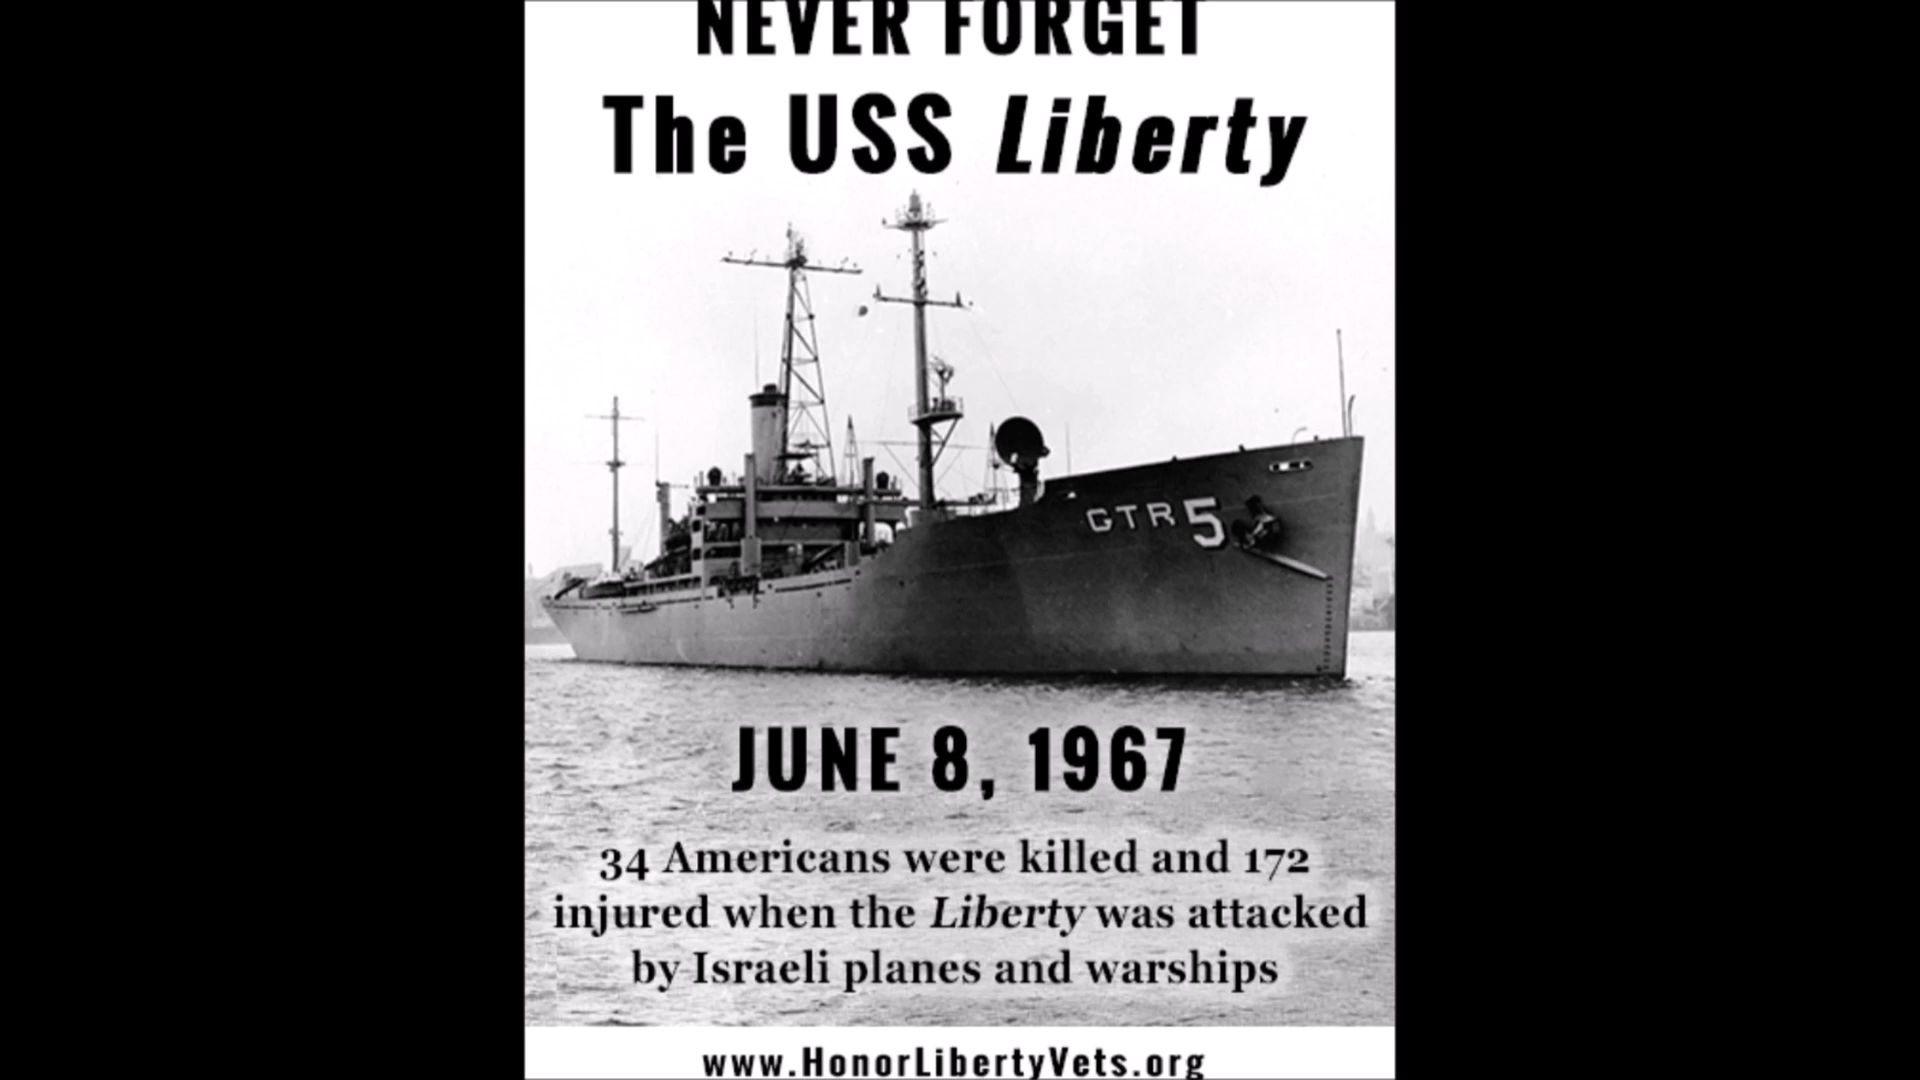 NEVER FORGET
The USS Liberty
GTR 5
JUNE 8, 1967
34 Americans were killed and 172
injured when the Liberty was attacked
by Israeli planes and warships
www.HonorLibertyVets.org